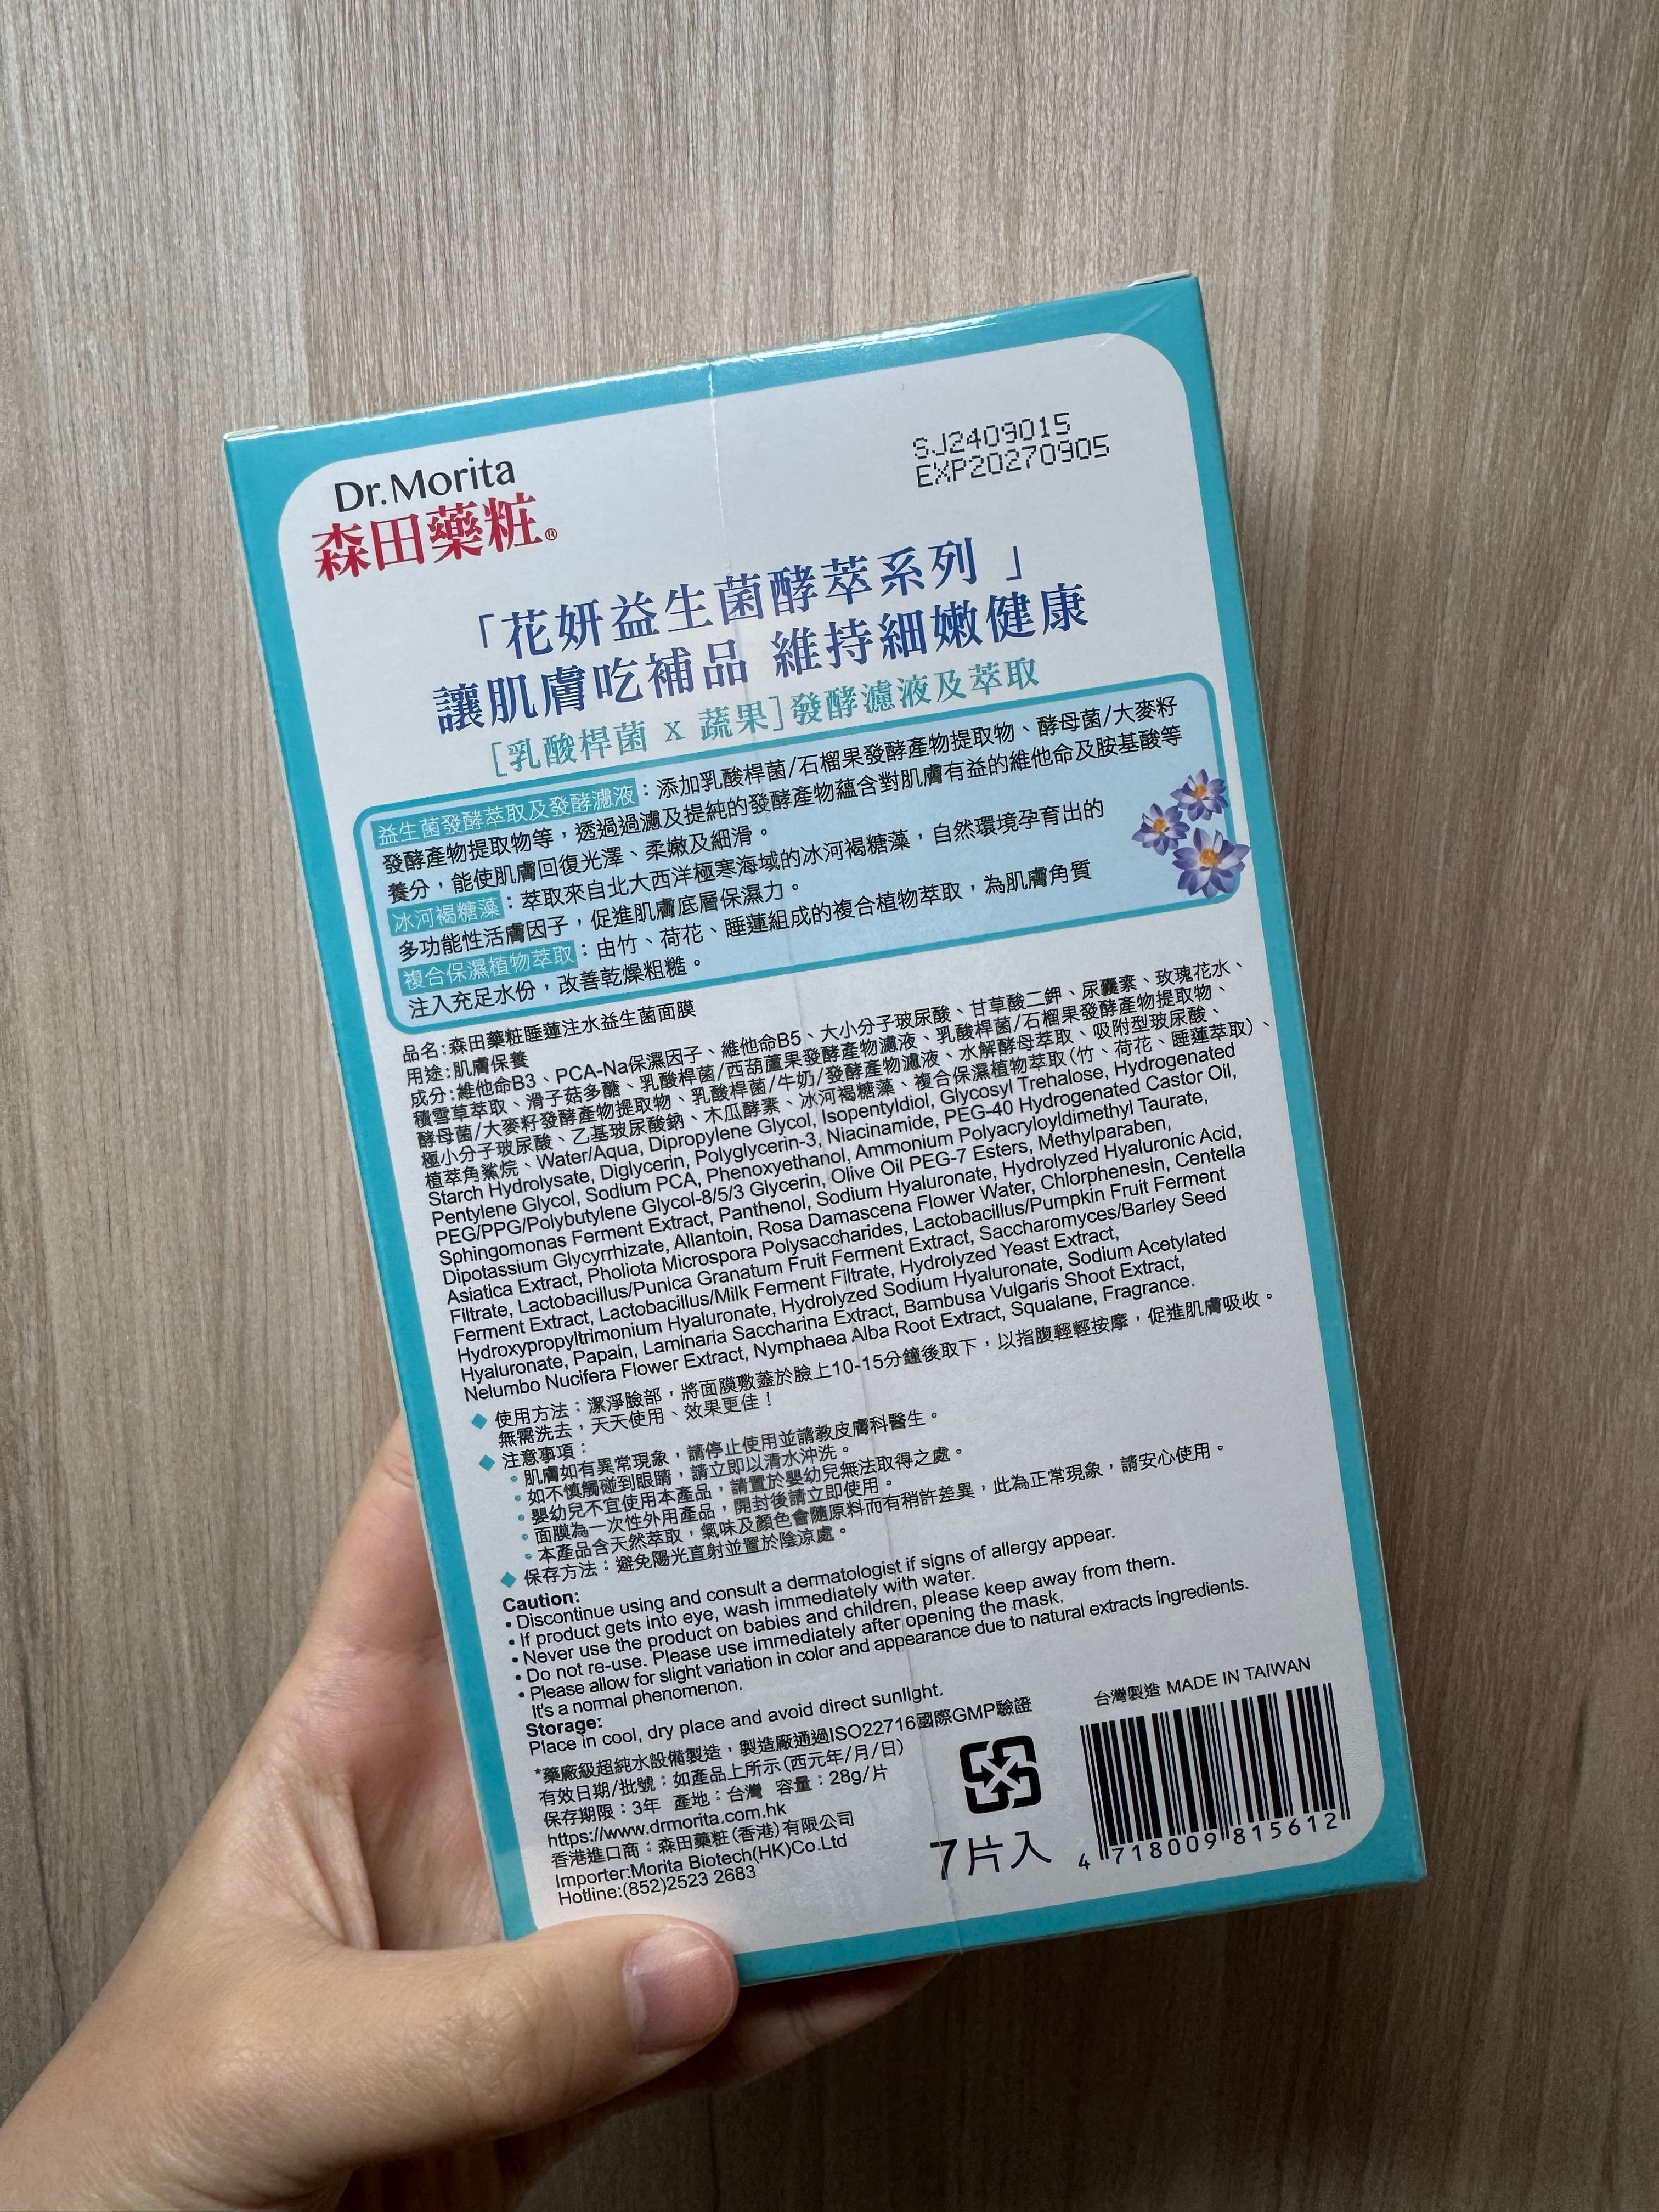 Dr.Morita
森田藥粧®
SJ2409015
EXP20270905
「花妍益生菌酵萃系列 」
讓肌膚吃補品 維持細嫩健康
[乳酸桿菌 x 蔬果]發酵濾液及萃取
益生菌發酵萃取及發酵濾液：添加乳酸桿菌/石榴果發酵產物提取物、酵母菌/大麥籽
發酵產物提取物等，透過過濾及提純的發酵產物蘊含對肌膚有益的維他命及胺基酸等
養分，能使肌膚回復光澤、柔嫩及細滑。
冰河褐糖藻：萃取來自北大西洋極寒海域的冰河褐糖藻，自然環境孕育出的
多功能性活膚因子，促進肌膚底層保濕力。
複合保濕植物萃取：由竹、荷花、睡蓮組成的複合植物萃取，為肌膚角質
注入充足水份，改善乾燥粗糙。
品名:森田藥粧睡蓮注水益生菌面膜
用途:肌膚保養
成分:維他命B3、PCA-Na保濕因子、維他命B5、大小分子玻尿酸、甘草酸二鉀、尿囊素、玫瑰花水、
積雪草萃取、滑子菇多醣、乳酸桿菌/西葫蘆果發酵產物濾液、乳酸桿菌/石榴果發酵產物提取物、
酵母菌/大麥籽發酵產物提取物、乳酸桿菌/牛奶/發酵產物濾液、水解酵母萃取、吸附型玻尿酸、
極小分子玻尿酸、乙基玻尿酸鈉、木瓜酵素、冰河褐糖藻、複合保濕植物萃取(竹、荷花、睡蓮萃取)、
植萃角鯊烷、Water/Aqua, Dipropylene Glycol, Isopentyldiol, Glycosyl Trehalose, Hydrogenated
Starch Hydrolysate, Diglycerin, Polyglycerin-3, Niacinamide, PEG-40 Hydrogenated Castor Oil,
Pentylene Glycol, Sodium PCA, Phenoxyethanol, Ammonium Polyacryloyldimethyl Taurate,
PEG/PPG/Polybutylene Glycol-8/5/3 Glycerin, Olive Oil PEG-7 Esters, Methylparaben,
Sphingomonas Ferment Extract, Panthenol, Sodium Hyaluronate, Hydrolyzed Hyaluronic Acid,
Dipotassium Glycyrrhizate, Allantoin, Rosa Damascena Flower Water, Chlorphenesin, Centella
Asiatica Extract, Pholiota Microspora Polysaccharides, Lactobacillus/Pumpkin Fruit Ferment
Filtrate, Lactobacillus/Punica Granatum Fruit Ferment Extract, Saccharomyces/Barley Seed
Ferment Extract, Lactobacillus/Milk Ferment Filtrate, Hydrolyzed Yeast Extract,
Hydroxypropyltrimonium Hyaluronate, Hydrolyzed Sodium Hyaluronate, Sodium Acetylated
Hyaluronate, Papain, Laminaria Saccharina Extract, Bambusa Vulgaris Shoot Extract,
Nelumbo Nucifera Flower Extract, Nymphaea Alba Root Extract, Squalane, Fragrance.
◆ 使用方法：潔淨臉部，將面膜敷蓋於臉上10-15分鐘後取下，以指腹輕輕按摩，促進肌膚吸收。
無需洗去，天天使用、效果更佳！
◆ 注意事項：
• 肌膚如有異常現象，請停止使用並請教皮膚科醫生。
• 如不慎觸碰到眼睛，請立即以清水沖洗。
• 嬰幼兒不宜使用本產品，請置於嬰幼兒無法取得之處。
• 面膜為一次性外用產品，開封後請立即使用。
• 本產品含天然萃取，氣味及顏色會隨原料而有稍許差異，此為正常現象，請安心使用。
◆ 保存方法：避免陽光直射並置於陰涼處。
Caution:
• Discontinue using and consult a dermatologist if signs of allergy appear.
• If product gets into eye, wash immediately with water.
• Never use the product on babies and children, please keep away from them.
• Do not re-use. Please use immediately after opening the mask.
• Please allow for slight variation in color and appearance due to natural extracts ingredients.
It's a normal phenomenon.
Storage:
Place in cool, dry place and avoid direct sunlight.
*藥廠級超純水設備製造，製造廠通過ISO22716國際GMP驗證
有效日期/批號：如產品上所示(西元年/月/日)
保存期限：3年 產地：台灣 容量：28g/片
https://www.drmorita.com.hk
香港進口商：森田藥粧(香港)有限公司
Importer:Morita Biotech(HK)Co.Ltd
Hotline:(852)2523 2683
7片入
台灣製造 MADE IN TAIWAN
4 718009 815612